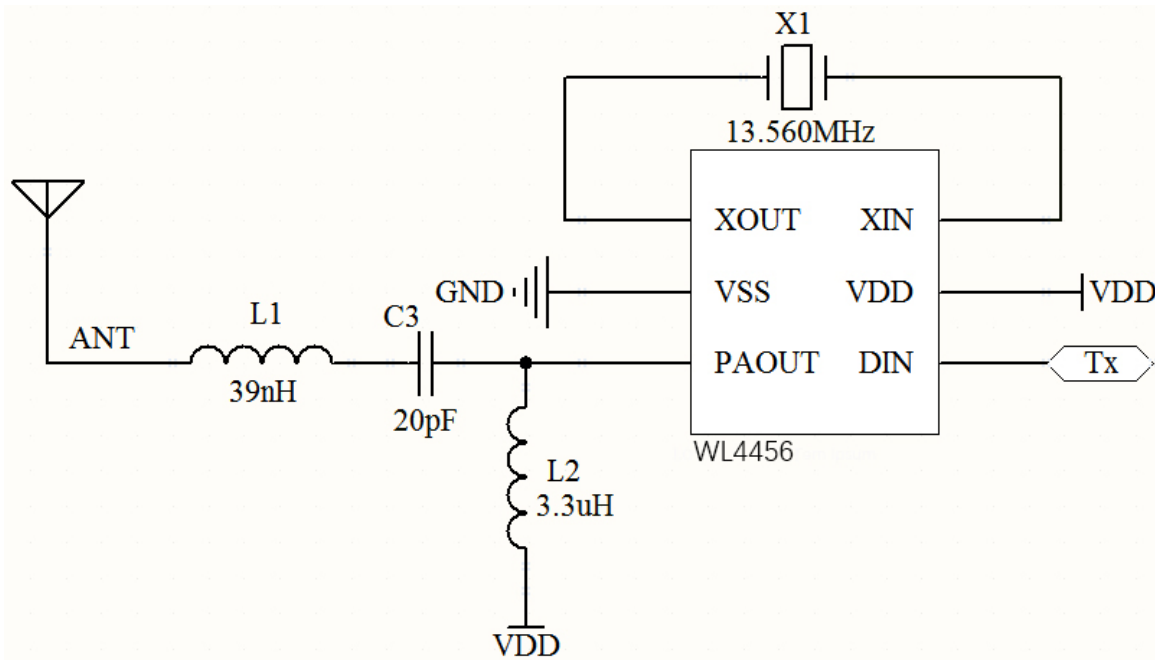 X1
13.560MHz
XOUT XIN
GND VSS VDD VDD
ANT L1 C3 PAOUT DIN Tx
39nH 20pF
WL4456
L2
3.3uH
VDD